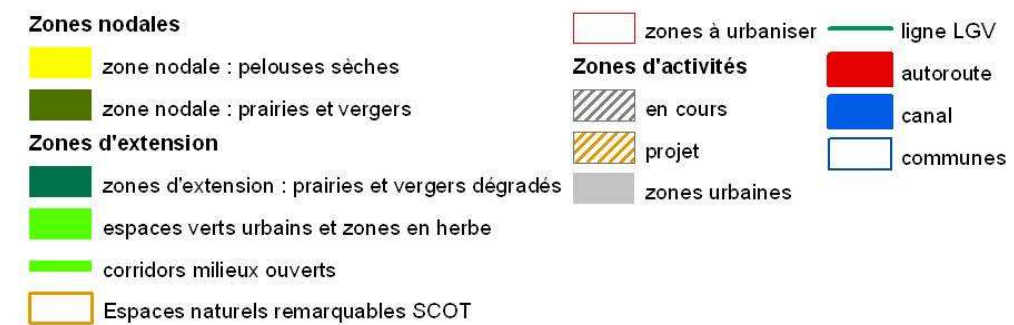 Zones nodales
zone nodale : pelouses sèches
zone nodale : prairies et vergers
Zones d'extension
zones d'extension : prairies et vergers dégradés
espaces verts urbains et zones en herbe
corridors milieux ouverts
Espaces naturels remarquables SCOT
zones à urbaniser
Zones d'activités
en cours
projet
zones urbaines
ligne LGV
autoroute
canal
communes